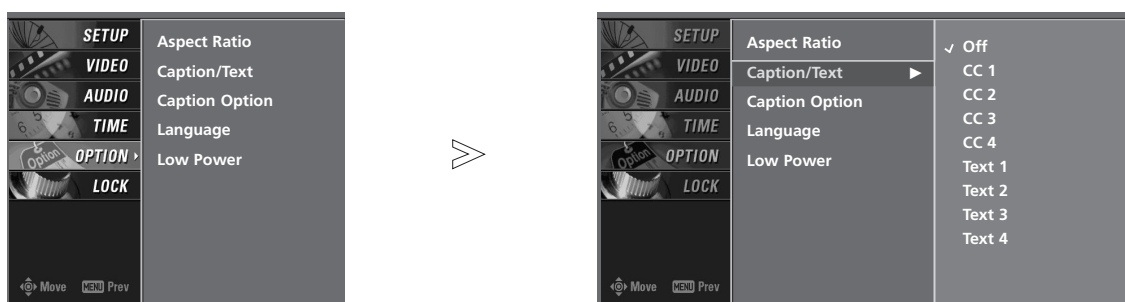 SETUP
VIDEO
AUDIO
TIME
OPTION
LOCK
Move MENU Prev
Aspect Ratio
Caption/Text
Caption Option
Language
Low Power
SETUP
VIDEO
AUDIO
TIME
OPTION
LOCK
Move MENU Prev
Aspect Ratio
Caption/Text
Caption Option
Language
Low Power
Off
CC 1
CC 2
CC 3
CC 4
Text 1
Text 2
Text 3
Text 4